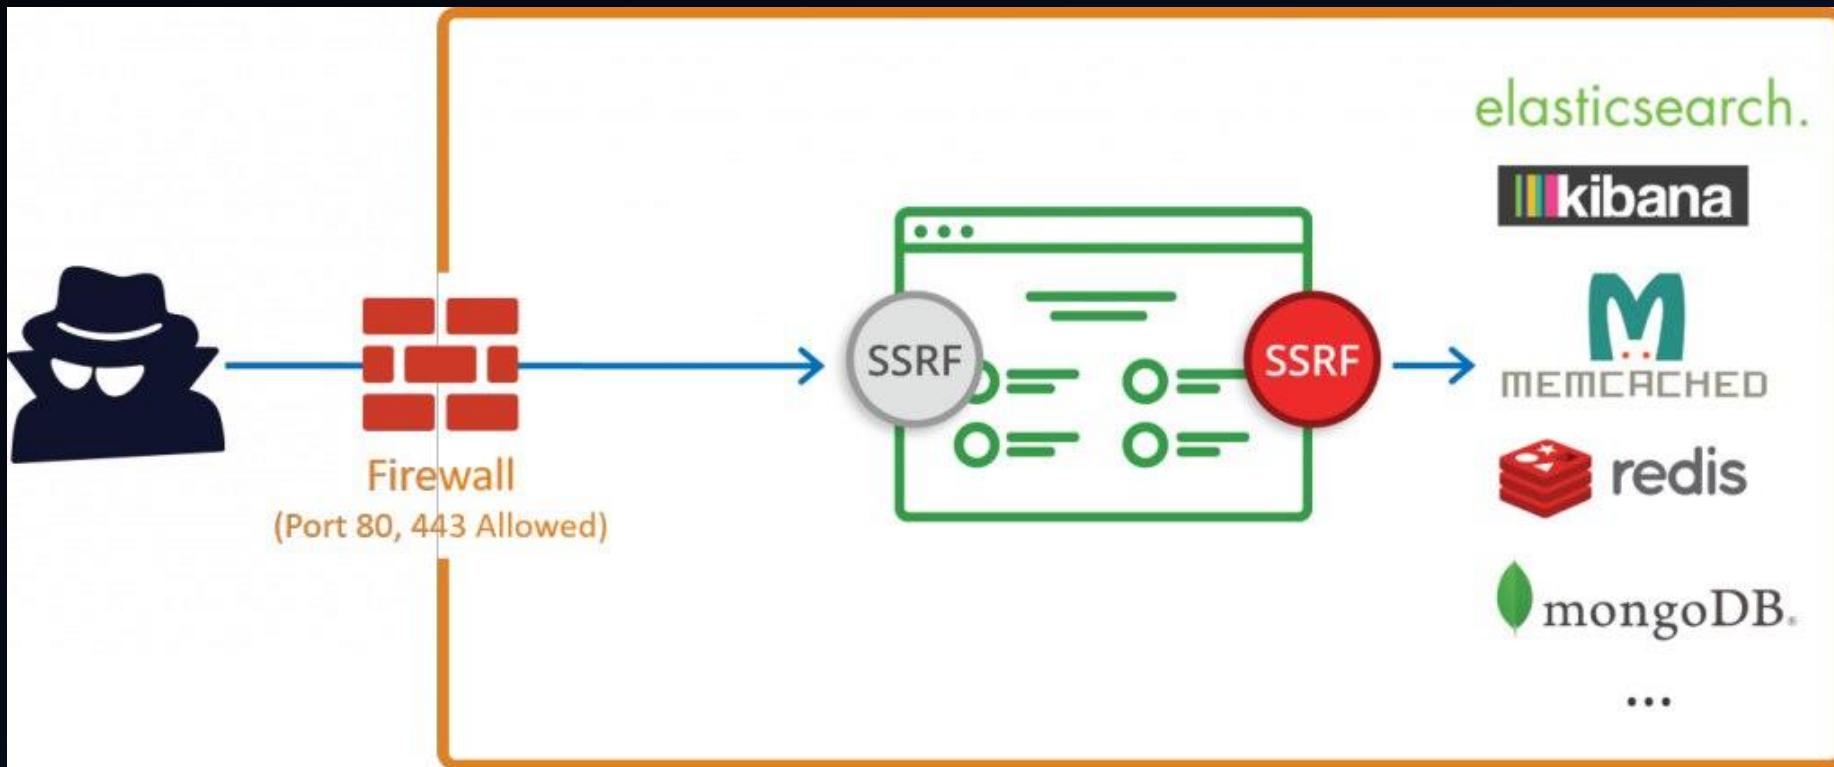 elasticsearch.
kibana
MEMCACHED
SSRF
SSRF
redis
Firewall
(Port 80, 443 Allowed)
mongoDB®
...